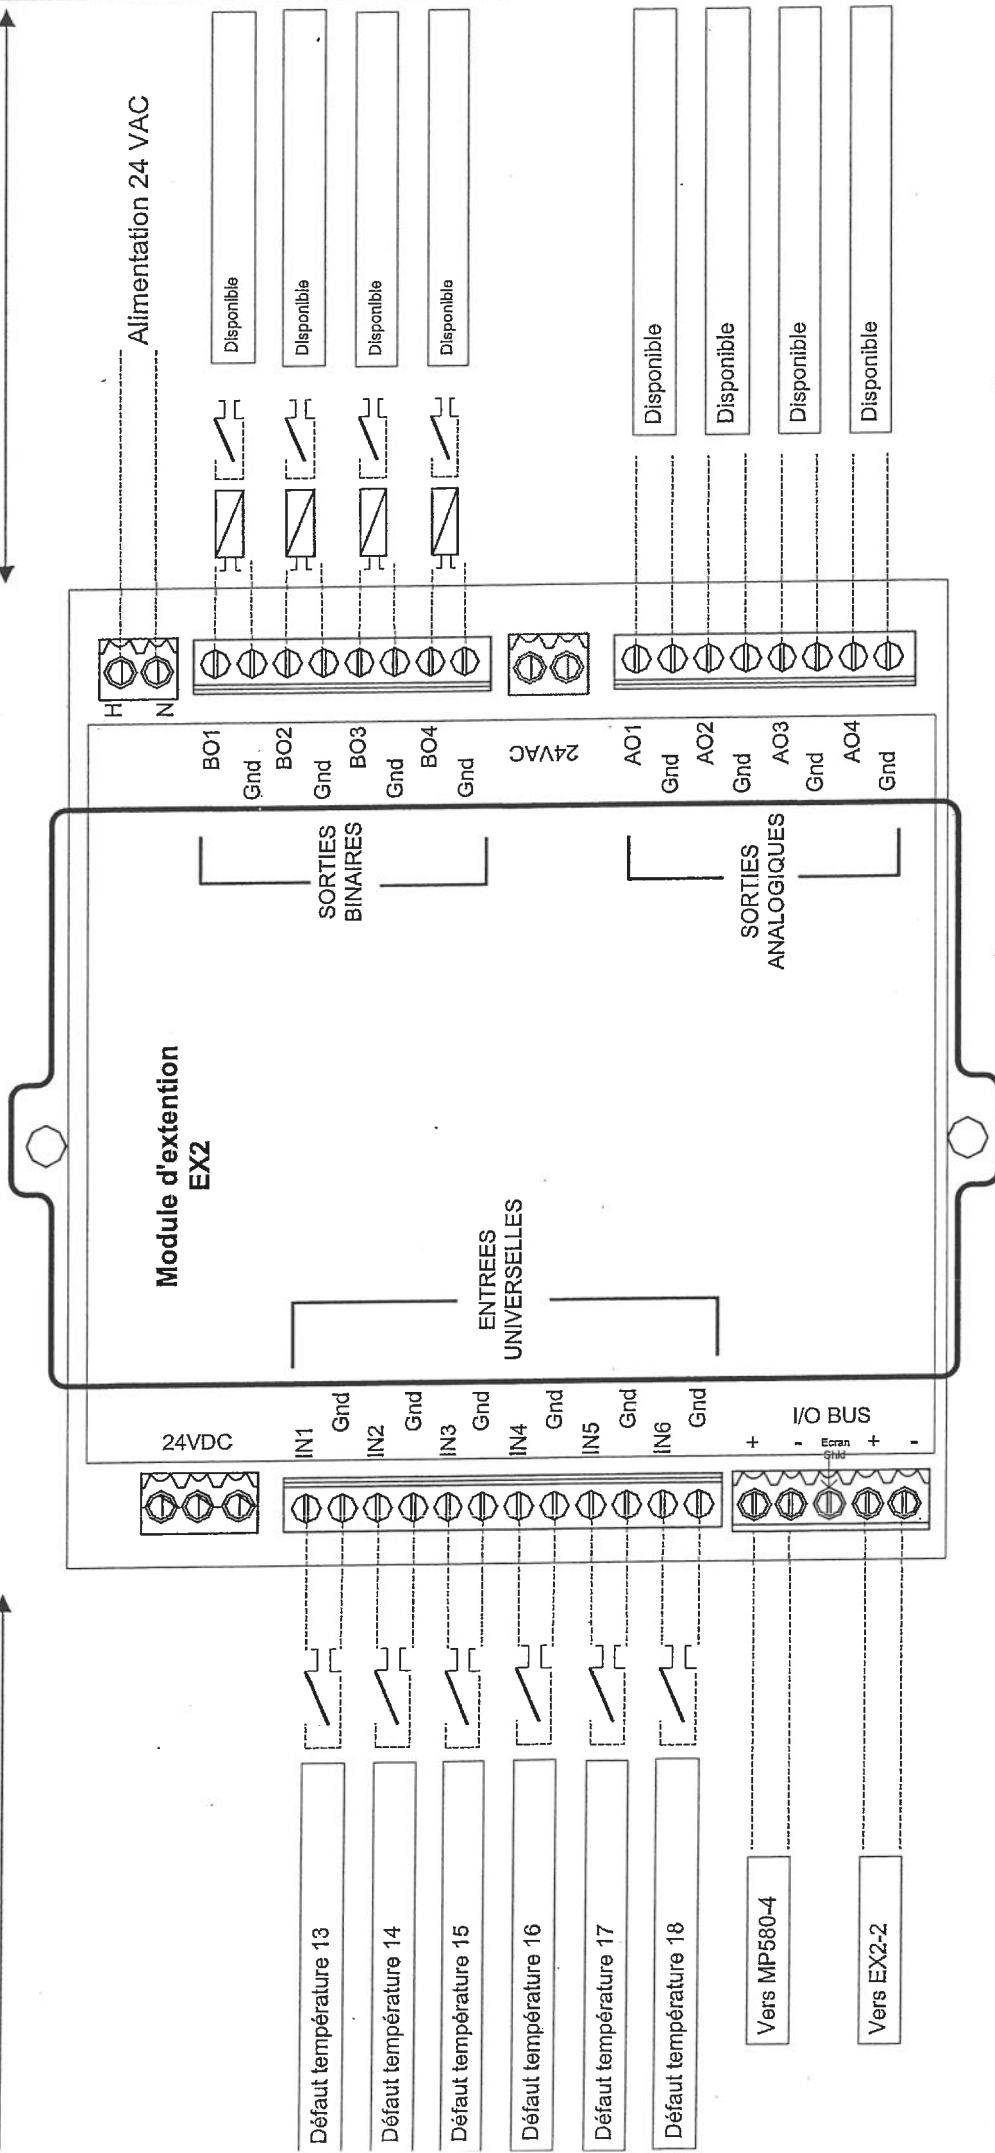 Alimentation 24 VAC
Disponible
Disponible
Disponible
Disponible
Disponible
Disponible
Disponible
Disponible
H
N
BO1
Gnd
BO2
Gnd
BO3
Gnd
BO4
Gnd
24VAC
AO1
Gnd
AO2
Gnd
AO3
Gnd
AO4
Gnd
SORTIES
BINAIRES
SORTIES
ANALOGIQUES
Module d'extention
EX2
ENTREES
UNIVERSELLES
24VDC
IN1
Gnd
IN2
Gnd
IN3
Gnd
IN4
Gnd
IN5
Gnd
IN6
Gnd
I/O BUS
+
-
Ecran
Shld
+
-
Défaut température 13
Défaut température 14
Défaut température 15
Défaut température 16
Défaut température 17
Défaut température 18
Vers MP580-4
Vers EX2-2